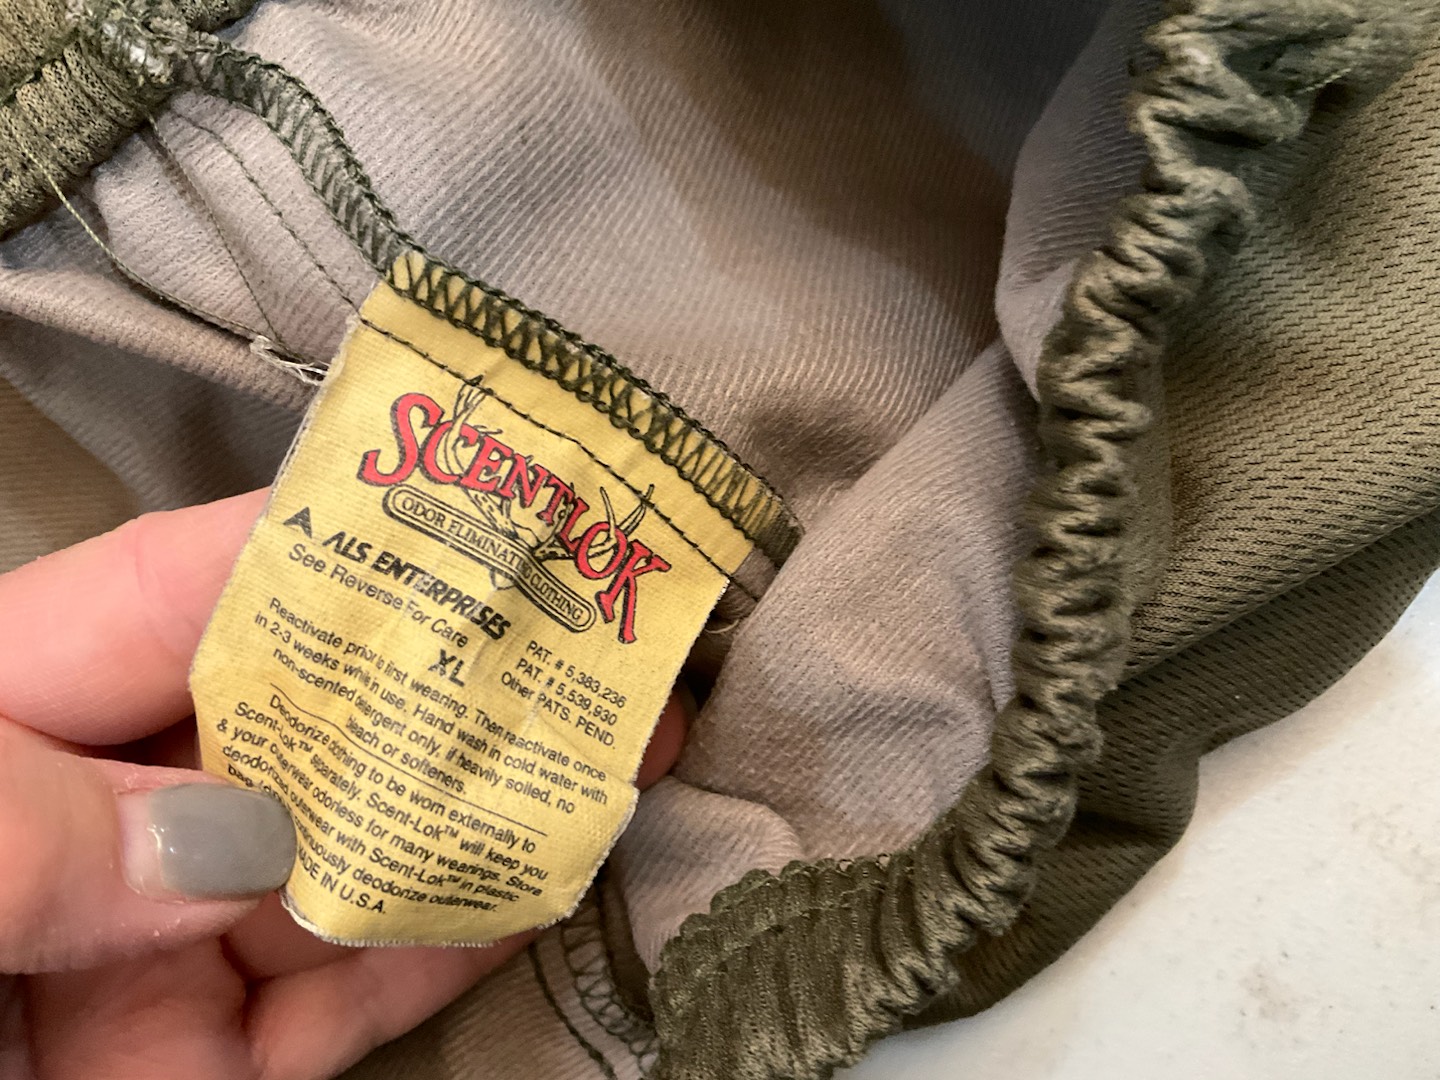 SCENT-LOK
ODOR ELIMINATING CLOTHING
ALS ENTERPRISES
See Reverse For Care
XL
PAT. # 5,383,236
PAT. # 5,539,930
Other PATS. PEND.
Reactivate prior to first wearing. Then reactivate once
in 2-3 weeks while in use. Hand wash in cold water with
non-scented detergent only, if heavily soiled, no
bleach or softeners.
Deodorize clothing to be worn externally to
Scent-Lok™ separately. Scent-Lok™ will keep you
& your outerwear odorless for many wearings. Store
deodorized outerwear with Scent-Lok™ in plastic
deodorize outerwear.
MADE IN U.S.A.